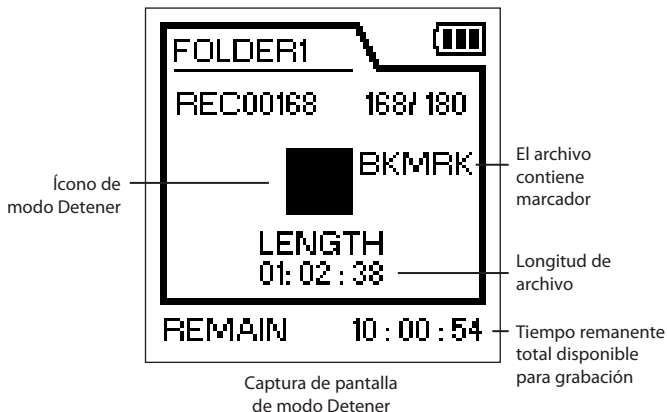 FOLDER1
REC00168 168/ 180
BKMRK
El archivo
contiene
marcador
Ícono de
modo Detener
LENGTH
01: 02 : 38
Longitud de
archivo
REMAIN 10 : 00 : 54
Tiempo remanente
total disponible
para grabación
Captura de pantalla
de modo Detener